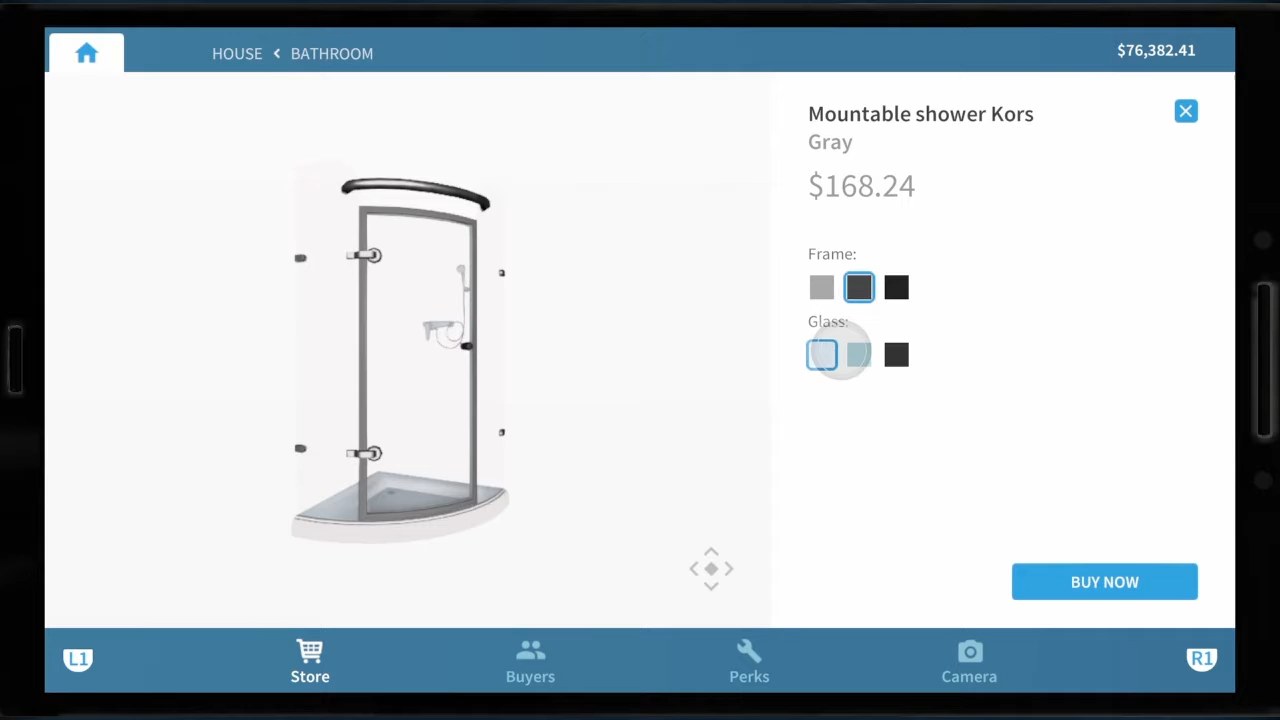 HOUSE < BATHROOM
$76,382.41
Mountable shower Kors
Gray
$168.24
Frame:
Glass:
BUY NOW
L1
Store
Buyers
Perks
Camera
R1